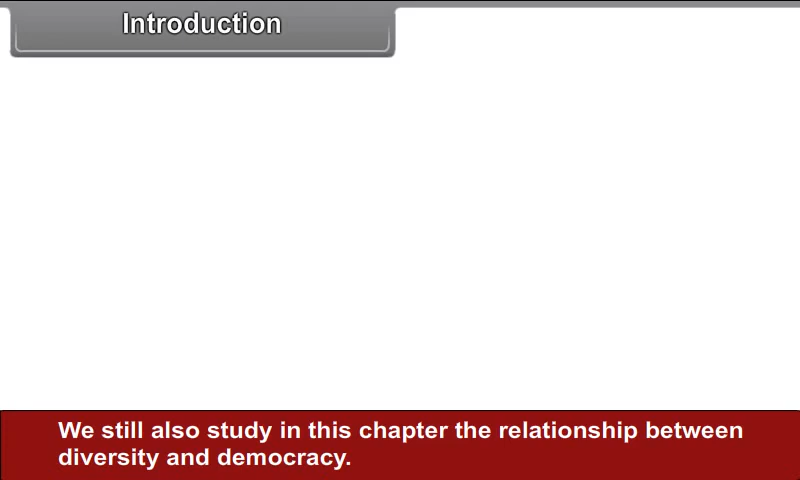 Introduction
We still also study in this chapter the relationship between
diversity and democracy.